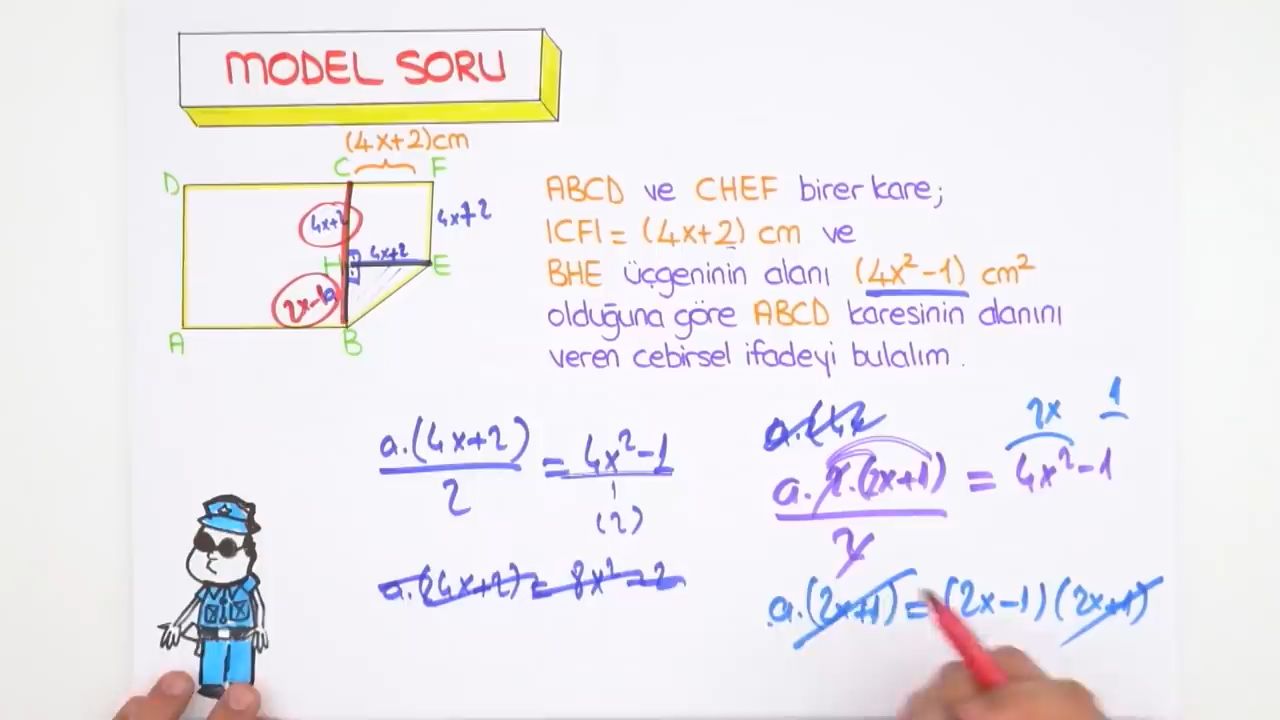 MODEL SORU
(4x+2)cm
D C F
4x+2
4x+2
4x+2
H E
2x-1
A B
ABCD ve CHEF birer kare;
ICFI = (4x+2) cm ve
BHE üçgeninin alanı (4x²-1) cm²
olduğuna göre ABCD karesinin alanını
veren cebirsel ifadeyi bulalım.
a.(4x+2)
2
= 4x²-1
(2)
a.(4x+2) = 8x²-2
2x 1
a.2.(2x+1) = 4x²-1
2
a.(2x+1) = (2x-1)(2x+1)